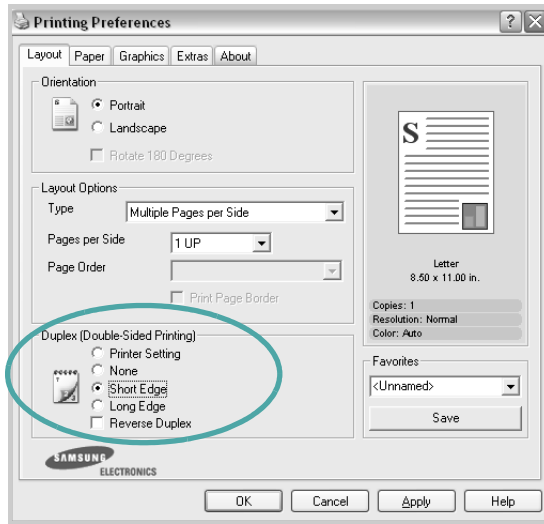 Printing Preferences
Layout Paper Graphics Extras About
Orientation
Portrait
Landscape
Rotate 180 Degrees
Layout Options
Type Multiple Pages per Side
Pages per Side 1 UP
Page Order
Print Page Border
Duplex (Double-Sided Printing)
Printer Setting
None
Short Edge
Long Edge
Reverse Duplex
SAMSUNG
ELECTRONICS
S
Letter
8.50 x 11.00 in.
Copies: 1
Resolution: Normal
Color: Auto
Favorites
<Unnamed>
Save
OK Cancel Apply Help